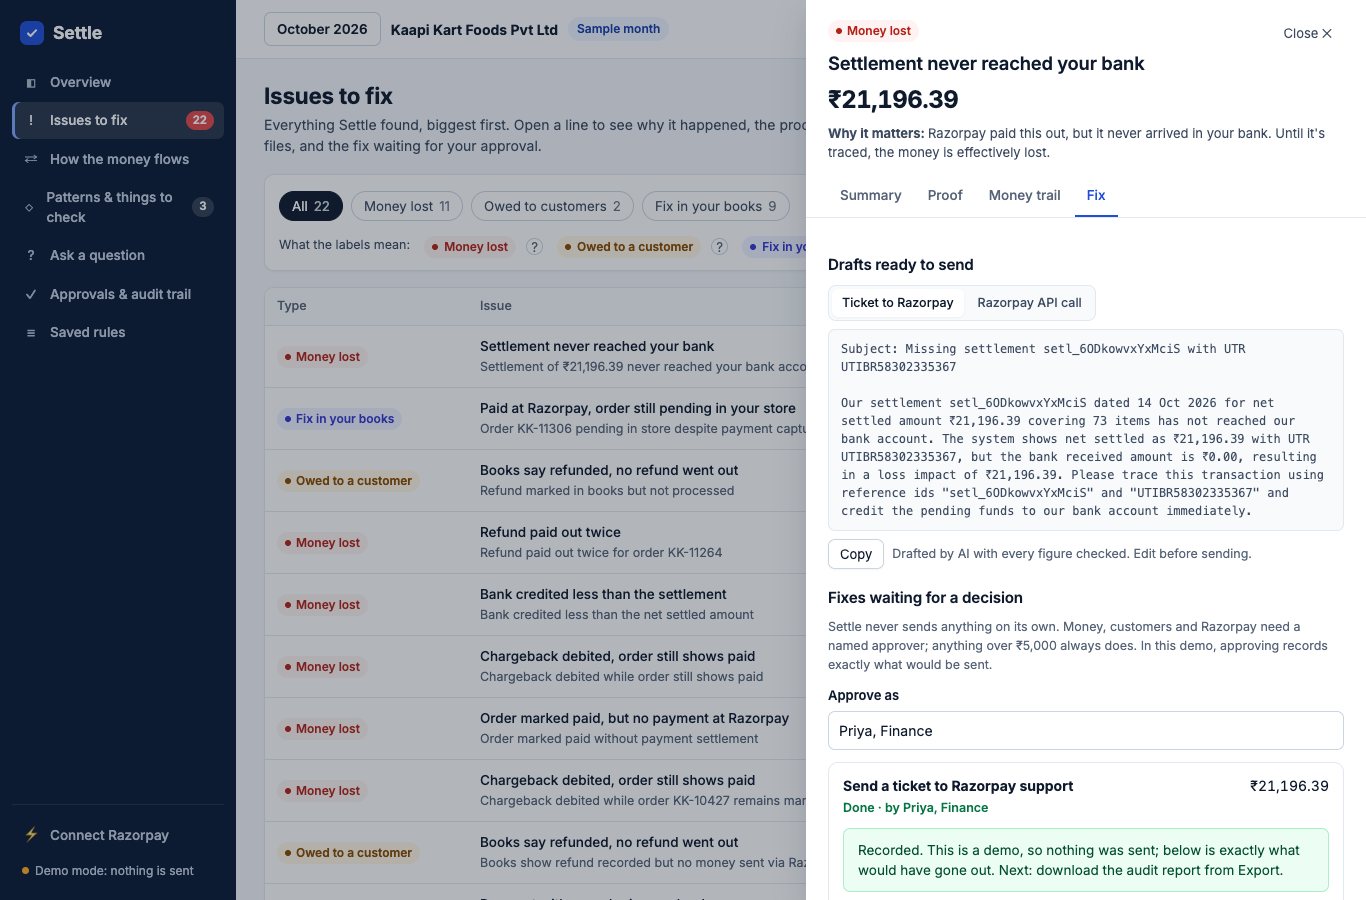 Settle
Overview
! Issues to fix 22
How the money flows
Patterns & things to
check
3
? Ask a question
Approvals & audit trail
Saved rules
Connect Razorpay
Demo mode: nothing is sent
October 2026 Kaapi Kart Foods Pvt Ltd Sample month
Issues to fix
Everything Settle found, biggest first. Open a line to see why it happened, the proo
files, and the fix waiting for your approval.
All 22 Money lost 11 Owed to customers 2 Fix in your books 9
What the labels mean: Money lost ? Owed to a customer ? Fix in yo
Type Issue
Money lost
Settlement never reached your bank
Settlement of ₹21,196.39 never reached your bank acco
Fix in your books
Paid at Razorpay, order still pending in your store
Order KK-11306 pending in store despite payment captu
Owed to a customer
Books say refunded, no refund went out
Refund marked in books but not processed
Money lost
Refund paid out twice
Refund paid out twice for order KK-11264
Money lost
Bank credited less than the settlement
Bank credited less than the net settled amount
Money lost
Chargeback debited, order still shows paid
Chargeback debited while order still shows paid
Money lost
Order marked paid, but no payment at Razorpay
Order marked paid without payment settlement
Money lost
Chargeback debited, order still shows paid
Chargeback debited while order KK-10427 remains mar
Owed to a customer
Books say refunded, no refund went out
Books show refund recorded but no money sent via Raz
Money lost
Close ×
Settlement never reached your bank
₹21,196.39
Why it matters: Razorpay paid this out, but it never arrived in your bank. Until it's
traced, the money is effectively lost.
Summary Proof Money trail Fix
Drafts ready to send
Ticket to Razorpay Razorpay API call
Subject: Missing settlement setl_6ODkowvxYxMciS with UTR
UTIBR58302335367
Our settlement setl_6ODkowvxYxMciS dated 14 Oct 2026 for net
settled amount ₹21,196.39 covering 73 items has not reached our
bank account. The system shows net settled as ₹21,196.39 with UTR
UTIBR58302335367, but the bank received amount is ₹0.00, resulting
in a loss impact of ₹21,196.39. Please trace this transaction using
reference ids "setl_6ODkowvxYxMciS" and "UTIBR58302335367" and
credit the pending funds to our bank account immediately.
Copy Drafted by AI with every figure checked. Edit before sending.
Fixes waiting for a decision
Settle never sends anything on its own. Money, customers and Razorpay need a
named approver; anything over ₹5,000 always does. In this demo, approving records
exactly what would be sent.
Approve as
Priya, Finance
Send a ticket to Razorpay support ₹21,196.39
Done · by Priya, Finance
Recorded. This is a demo, so nothing was sent; below is exactly what
would have gone out. Next: download the audit report from Export.